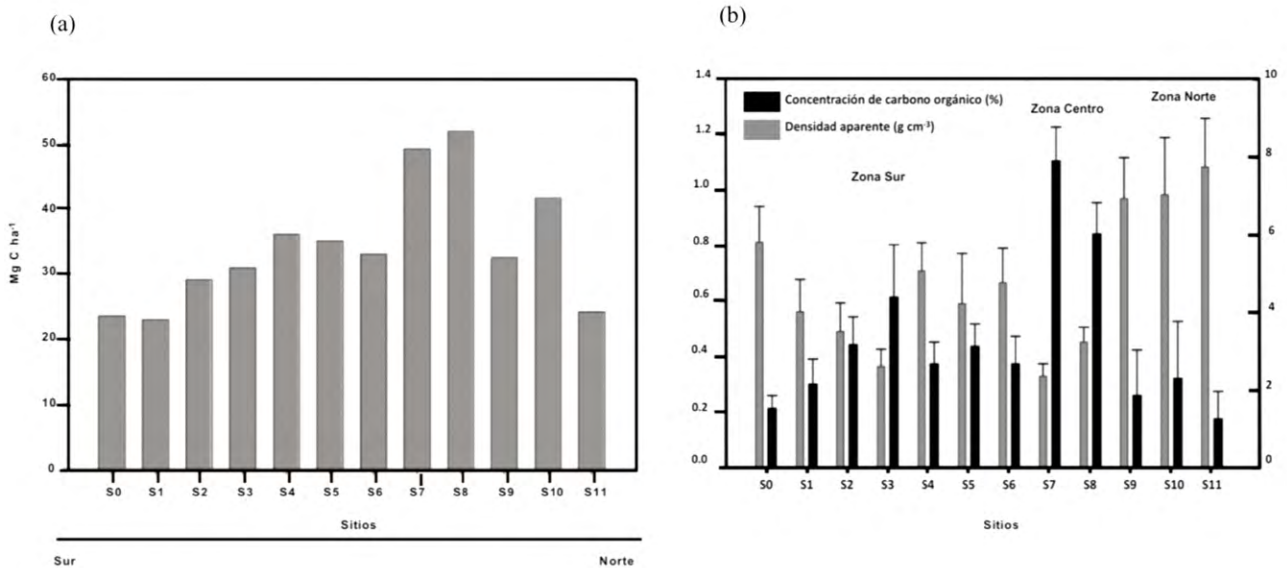 (a)
60
50
40
30
20
10
0
Mg C ha⁻¹
S0 S1 S2 S3 S4 S5 S6 S7 S8 S9 S10 S11
Sitios
Sur Norte
(b)
1.4
1.2
1.0
0.8
0.6
0.4
0.2
0.0
Concentración de carbono orgánico (%)
Densidad aparente (g cm⁻³)
Zona Sur
Zona Centro
Zona Norte
10
8
6
4
2
0
S0 S1 S2 S3 S4 S5 S6 S7 S8 S9 S10 S11
Sitios